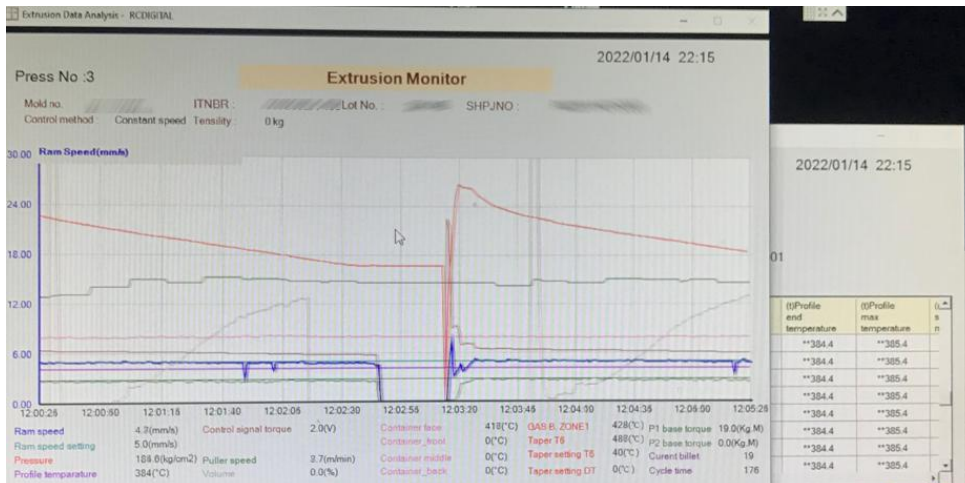 Extrusion Data Analysis - RCDIGITAL
2022/01/14 22:15
Press No :3
Extrusion Monitor
Mold no. ITNBR : Lot No. : SHPJNO :
Control method : Constant speed Tensility : 0 kg
30.00 Ram Speed(mm/s)
24.00
18.00
12.00
6.00
0.00
12:00:26 12:00:50 12:01:15 12:01:40 12:02:05 12:02:30 12:02:55 12:03:20 12:03:45 12:04:10 12:04:35 12:05:00 12:05:26
Ram speed 4.3(mm/s) Control signal torque 2.0(V) Container face 418(°C) GAS B. ZONE1 428(°C) P1 base torque 19.0(Kg.M)
Ram speed setting 5.0(mm/s) Container_front 0(°C) Taper T6 488(°C) P2 base torque 0.0(Kg.M)
Pressure Puller speed 3.7(m/min) Container middle 0(°C) Taper setting T6 40(°C) Curent billet 19
Profile temparature 384(°C) Volume 0.0(%) Container_back 0(°C) Taper setting DT 0(°C) Cycle time 176
2022/01/14 22:15
01
(t)Profile end temperature (t)Profile max temperature
**384.4 **385.4
**384.4 **385.4
**384.4 **385.4
**384.4 **385.4
**384.4 **385.4
**384.4 **385.4
**384.4 **385.4
**384.4 **385.4